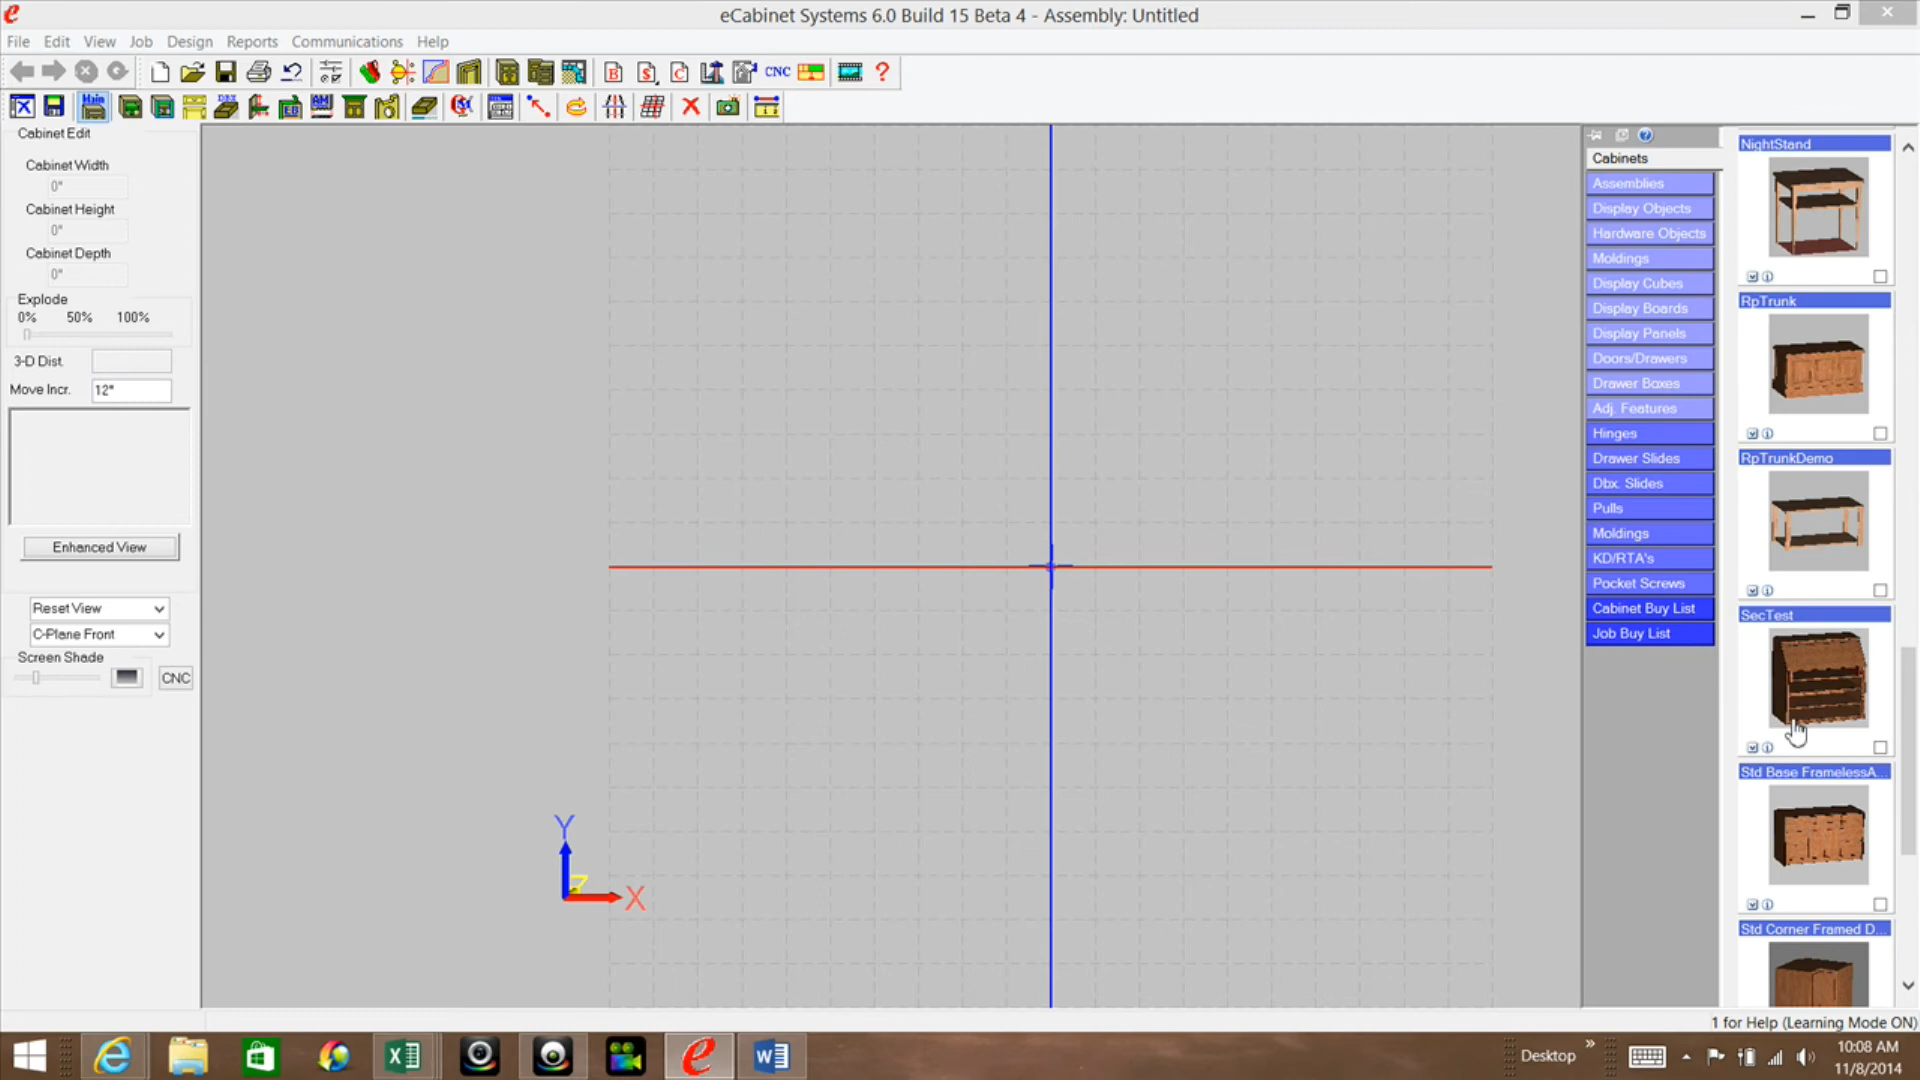 eCabinet Systems 6.0 Build 15 Beta 4 - Assembly: Untitled
File Edit View Job Design Reports Communications Help
CNC
Main
Cabinet Edit
Cabinet Width
0"
Cabinet Height
0"
Cabinet Depth
0"
Explode
0% 50% 100%
3-D Dist.
Move Incr. 12"
Enhanced View
Reset View
C-Plane Front
Screen Shade
CNC
Y
Z
X
Cabinets
Assemblies
Display Objects
Hardware Objects
Moldings
Display Cubes
Display Boards
Display Panels
Doors/Drawers
Drawer Boxes
Adj. Features
Hinges
Drawer Slides
Dbx. Slides
Pulls
Moldings
KD/RTA's
Pocket Screws
Cabinet Buy List
Job Buy List
NightStand
RpTrunk
RpTrunkDemo
SecTest
Std Base FramelessA...
Std Corner Framed D...
1 for Help (Learning Mode ON)
Desktop
10:08 AM
11/8/2014